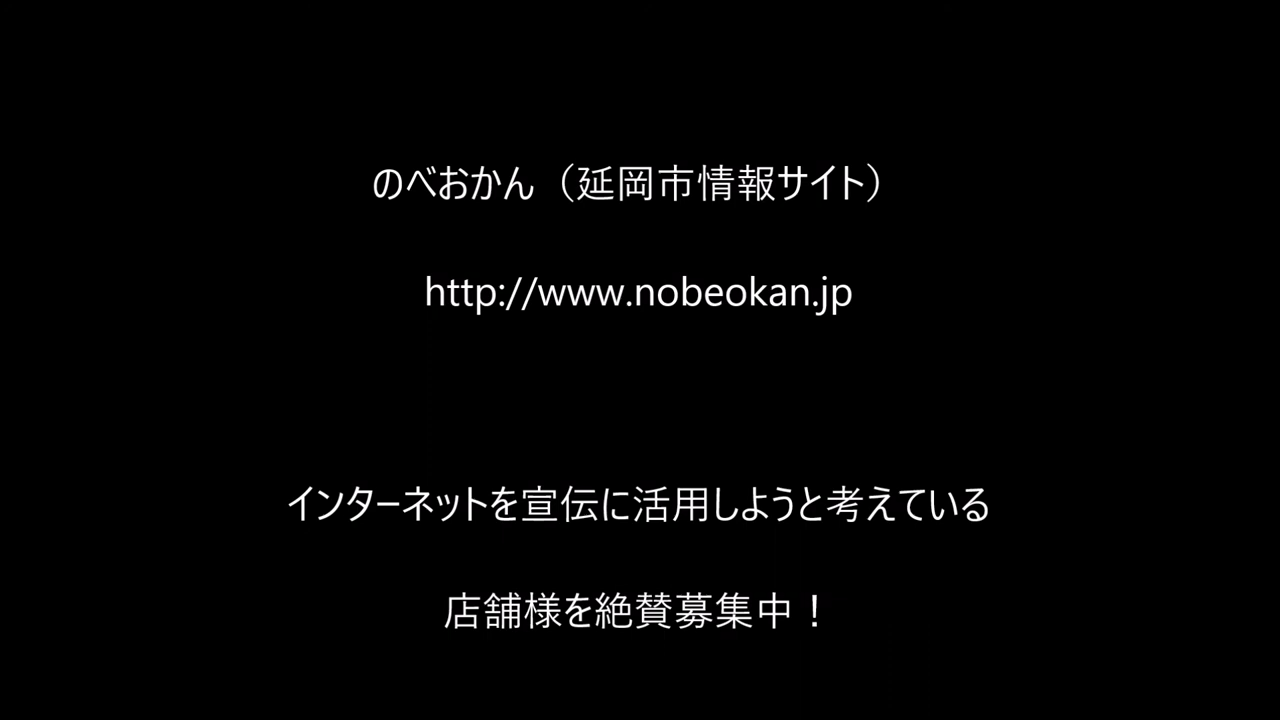 のべおかん（延岡市情報サイト）
http://www.nobeokan.jp
インターネットを宣伝に活用しようと考えている
店舗様を絶賛募集中！